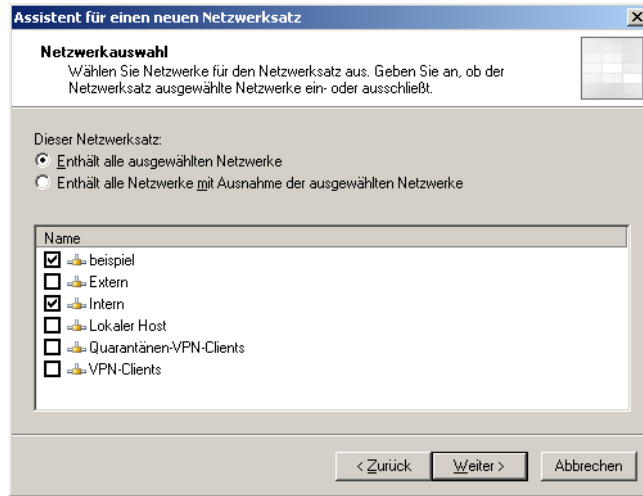 Assistent für einen neuen Netzwerksatz
Netzwerkauswahl
Wählen Sie Netzwerke für den Netzwerksatz aus. Geben Sie an, ob der
Netzwerksatz ausgewählte Netzwerke ein- oder ausschließt.
Dieser Netzwerksatz:
Enthält alle ausgewählten Netzwerke
Enthält alle Netzwerke mit Ausnahme der ausgewählten Netzwerke
Name
beispiel
Extern
Intern
Lokaler Host
Quarantänen-VPN-Clients
VPN-Clients
< Zurück Weiter > Abbrechen